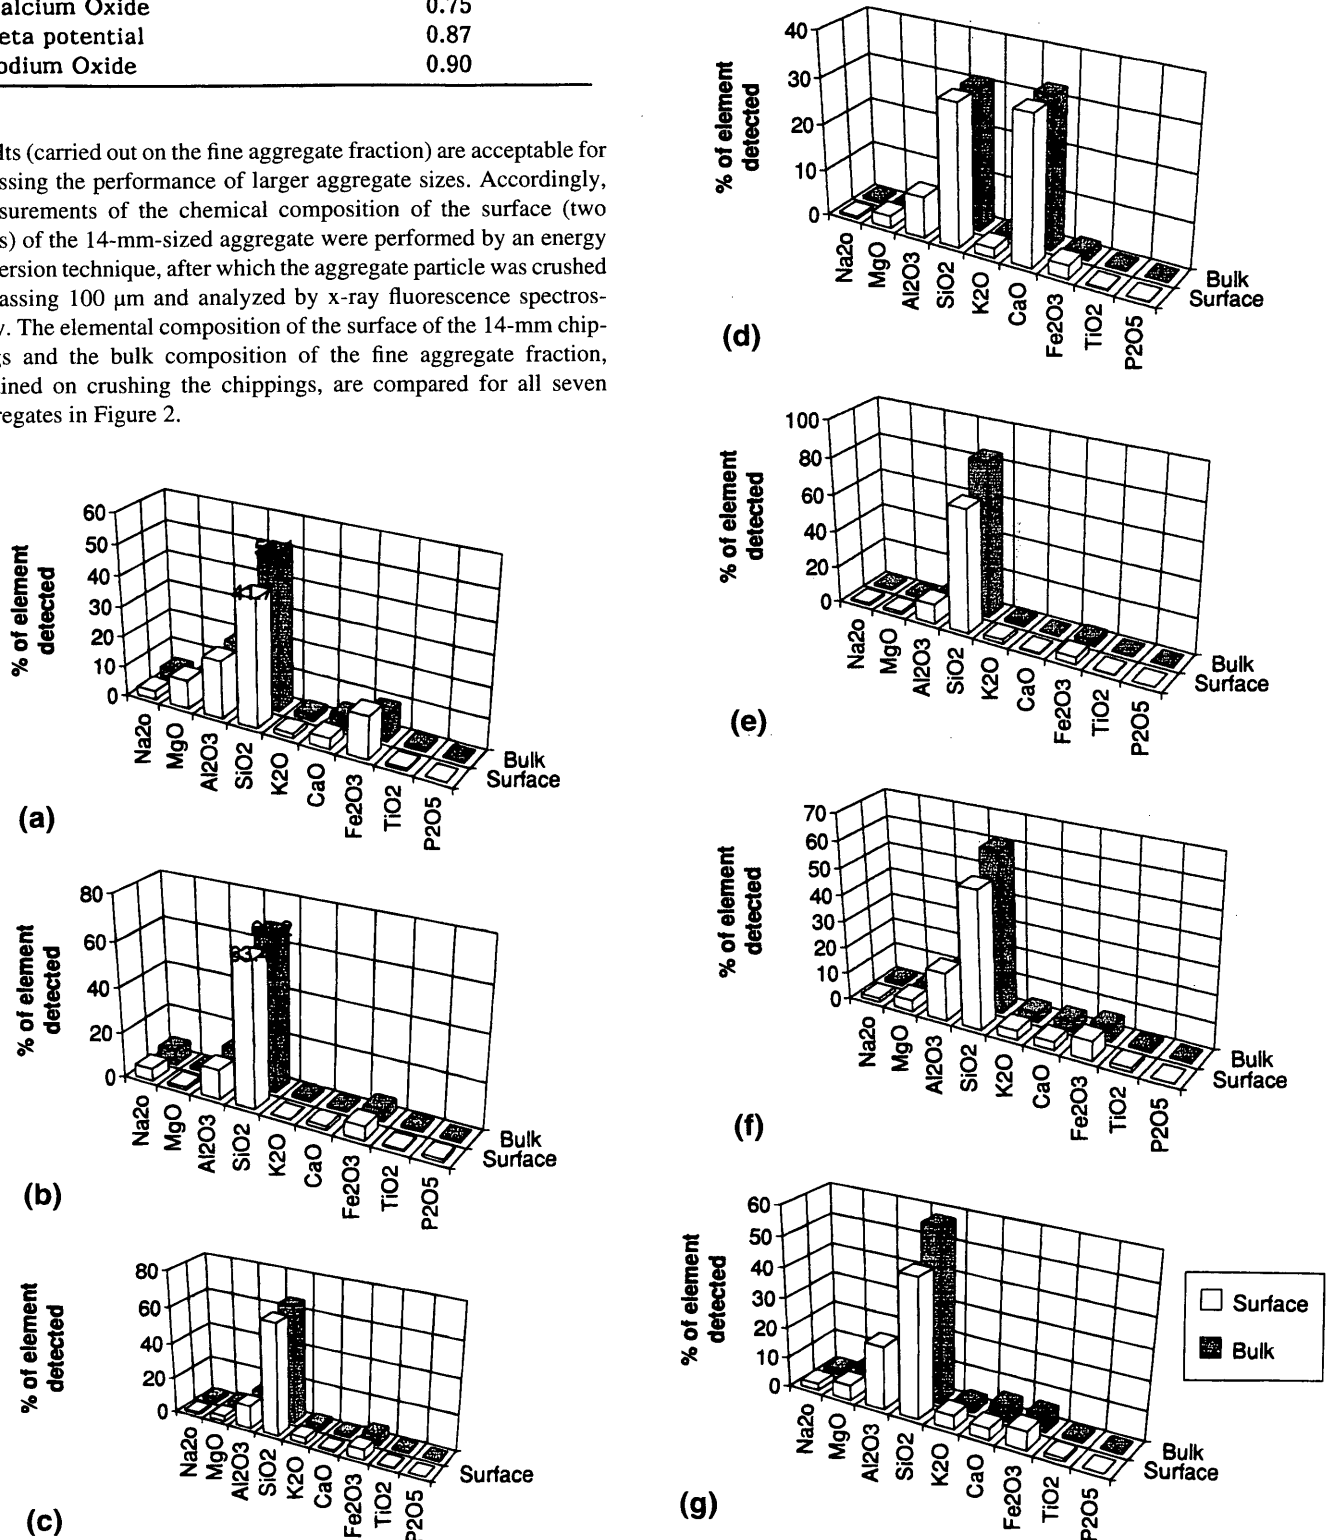 alcium Oxide 0.75
eta potential 0.87
odium Oxide 0.90
lts (carried out on the fine aggregate fraction) are acceptable for
ssing the performance of larger aggregate sizes. Accordingly,
surements of the chemical composition of the surface (two
s) of the 14-mm-sized aggregate were performed by an energy
ersion technique, after which the aggregate particle was crushed
assing 100 µm and analyzed by x-ray fluorescence spectros-
y. The elemental composition of the surface of the 14-mm chip-
gs and the bulk composition of the fine aggregate fraction,
ined on crushing the chippings, are compared for all seven
regates in Figure 2.
% of element
detected
60
50
40
30
20
10
0
Na2o
MgO
Al2O3
SiO2
K2O
CaO
Fe2O3
TiO2
P2O5
Bulk
Surface
(a)
% of element
detected
80
60
40
20
0
Na2o
MgO
Al2O3
SiO2
K2O
CaO
Fe2O3
TiO2
P2O5
Bulk
Surface
(b)
% of element
detected
80
60
40
20
0
Na2o
MgO
Al2O3
SiO2
K2O
CaO
Fe2O3
TiO2
P2O5
Surface
(c)
% of element
detected
40
30
20
10
0
Na2o
MgO
Al2O3
SiO2
K2O
CaO
Fe2O3
TiO2
P2O5
Bulk
Surface
(d)
% of element
detected
100
80
60
40
20
0
Na2o
MgO
Al2O3
SiO2
K2O
CaO
Fe2O3
TiO2
P2O5
Bulk
Surface
(e)
% of element
detected
70
60
50
40
30
20
10
0
Na2o
MgO
Al2O3
SiO2
K2O
CaO
Fe2O3
TiO2
P2O5
Bulk
Surface
(f)
% of element
detected
60
50
40
30
20
10
0
Na2o
MgO
Al2O3
SiO2
K2O
CaO
Fe2O3
TiO2
P2O5
Bulk
Surface
(g)
Surface
Bulk